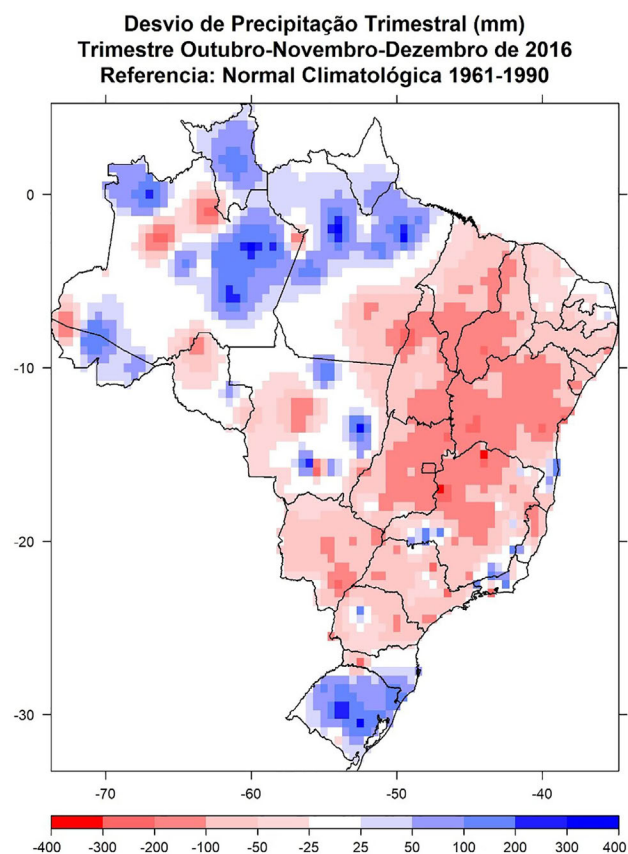 Desvio de Precipitação Trimestral (mm)
Trimestre Outubro-Novembro-Dezembro de 2016
Referencia: Normal Climatológica 1961-1990
0
-10
-20
-30
-70 -60 -50 -40
-400 -300 -200 -100 -50 -25 25 50 100 200 300 400